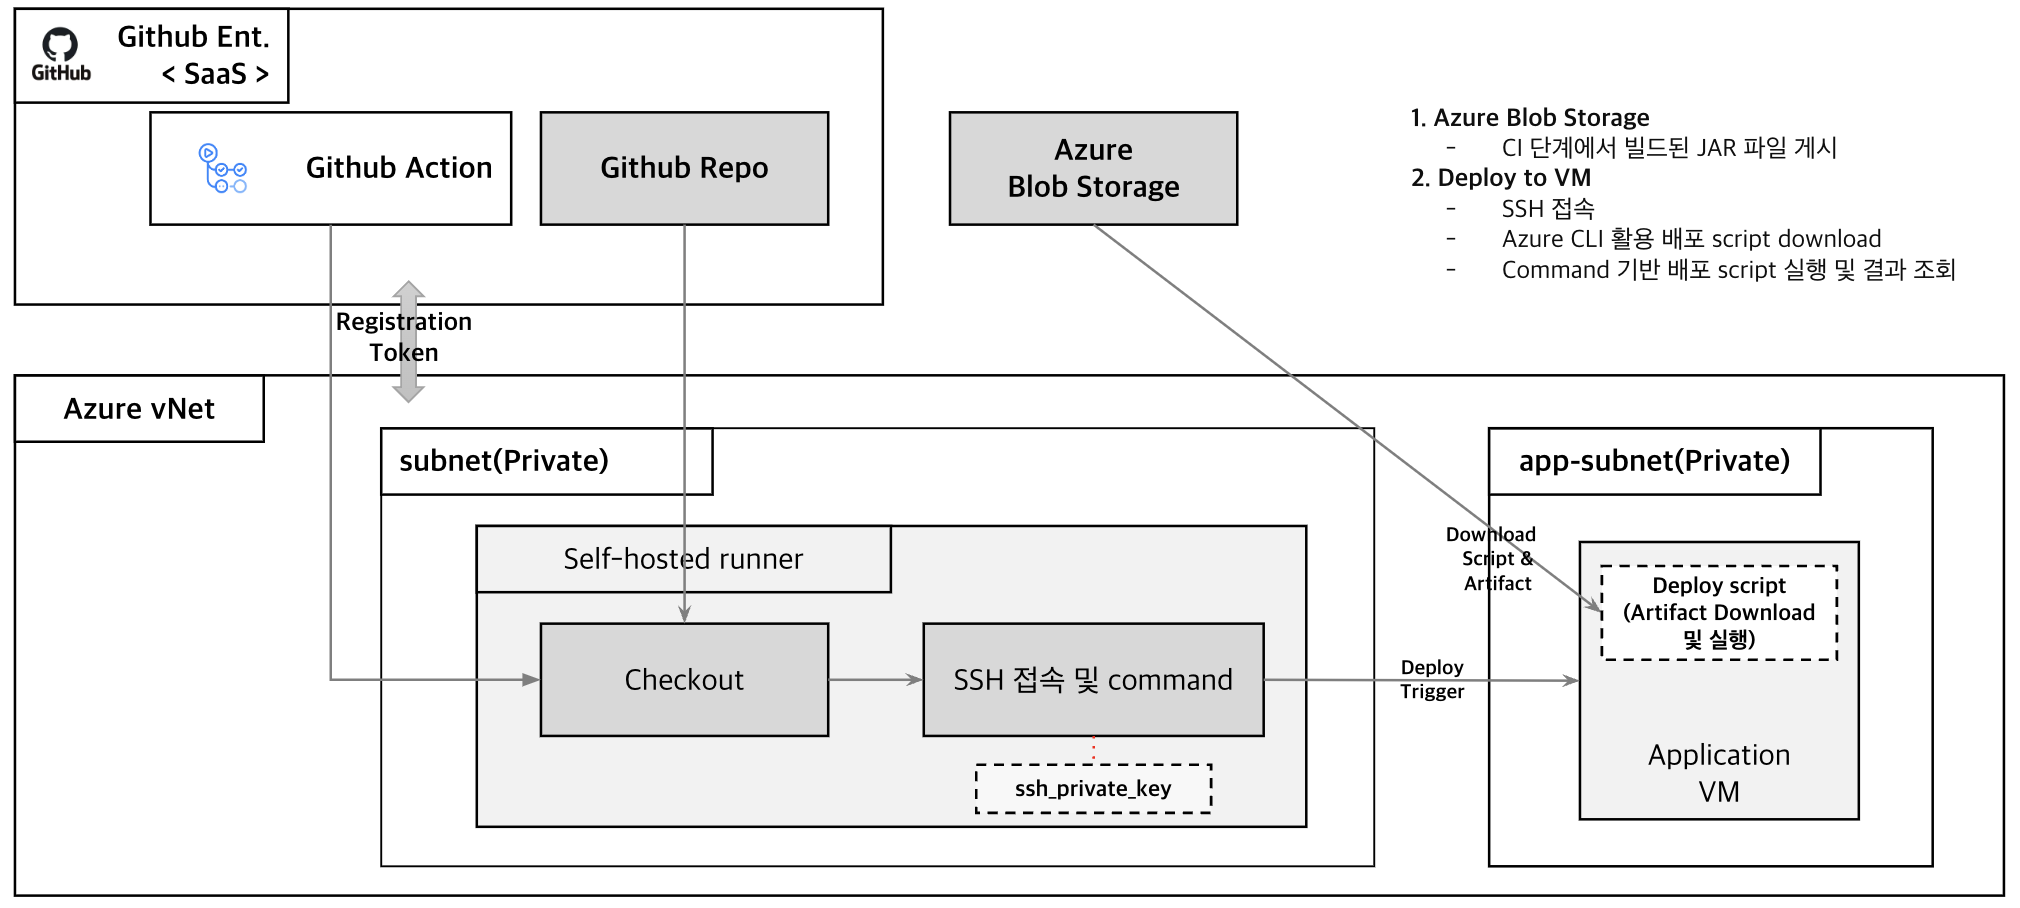 GitHub
Github Ent.
< SaaS >
Github Action
Github Repo
Azure
Blob Storage
1. Azure Blob Storage
- CI 단계에서 빌드된 JAR 파일 게시
2. Deploy to VM
- SSH 접속
- Azure CLI 활용 배포 script download
- Command 기반 배포 script 실행 및 결과 조회
Registration
Token
Azure vNet
subnet(Private)
app-subnet(Private)
Self-hosted runner
Download
Script &
Artifact
Deploy script
(Artifact Download
및 실행)
Checkout
SSH 접속 및 command
Deploy
Trigger
ssh_private_key
Application
VM